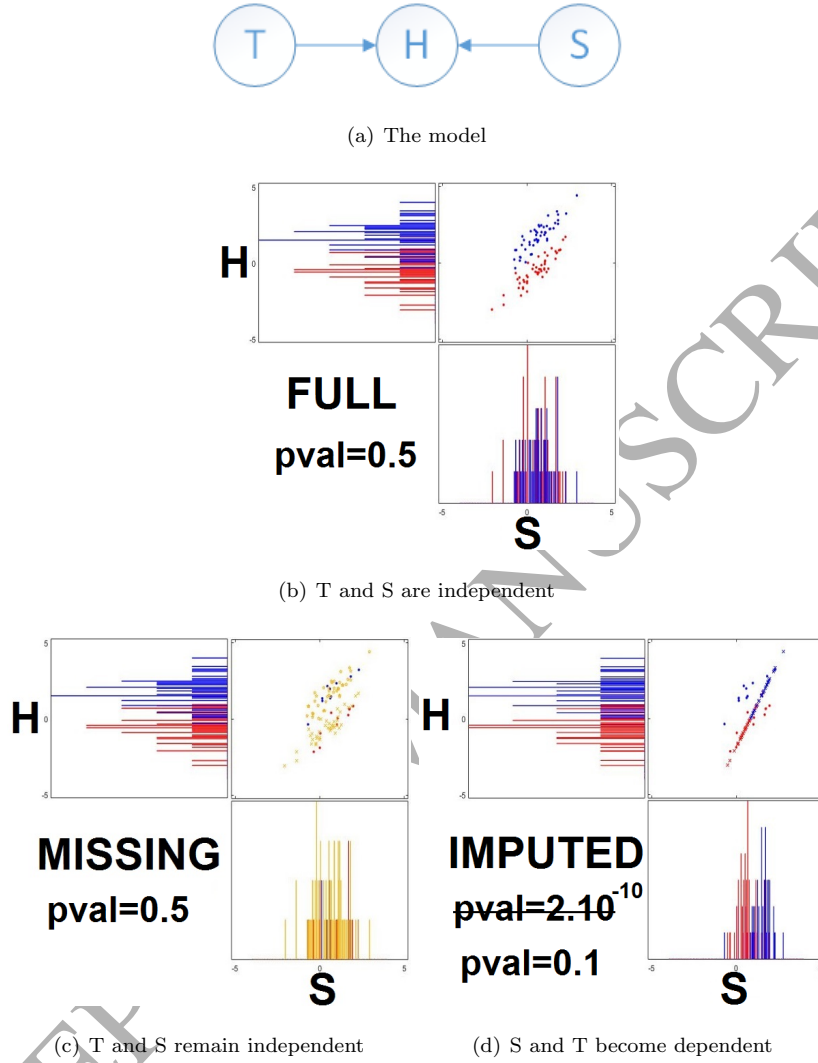 T H S
(a) The model
5
H 0
-5
FULL
pval=0.5
-5 0 5
S
(b) T and S are independent
5
H 0
-5
MISSING
pval=0.5
-5 0 5
S
(c) T and S remain independent
5
H 0
-5
IMPUTED
pval=2.10-10
pval=0.1
-5 0 5
S
(d) S and T become dependent